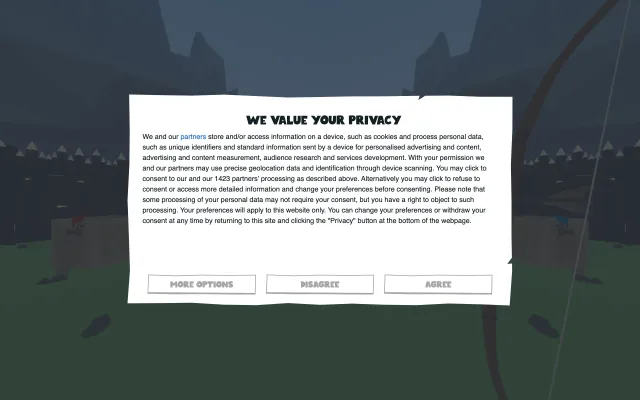 WE VALUE YOUR PRIVACY
We and our partners store and/or access information on a device, such as cookies and process personal data,
such as unique identifiers and standard information sent by a device for personalised advertising and content,
advertising and content measurement, audience research and services development. With your permission we
and our partners may use precise geolocation data and identification through device scanning. You may click to
consent to our and our 1423 partners' processing as described above. Alternatively you may click to refuse to
consent or access more detailed information and change your preferences before consenting. Please note that
some processing of your personal data may not require your consent, but you have a right to object to such
processing. Your preferences will apply to this website only. You can change your preferences or withdraw your
consent at any time by returning to this site and clicking the "Privacy" button at the bottom of the webpage.
MORE OPTIONS
DISAGREE
AGREE